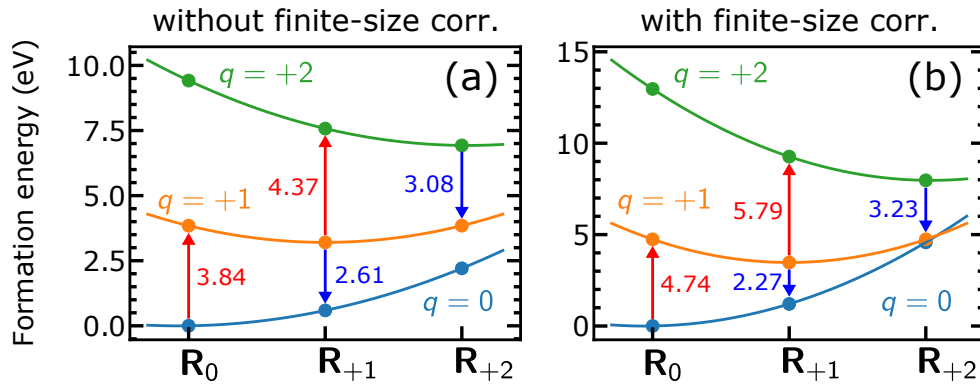 without finite-size corr.
with finite-size corr.
Formation energy (eV)
10.0
7.5
5.0
2.5
0.0
q = +2
(a)
4.37
3.08
q = +1
3.84
2.61
q = 0
R0
R+1
R+2
15
10
5
0
q = +2
(b)
q = +1
5.79
3.23
4.74
2.27
q = 0
R0
R+1
R+2